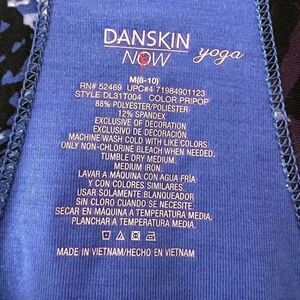 DANSKIN
NOW yoga
M(8-10)
RN# 52469 UPC#4 71984901123
STYLE DL31T004 COLOR PRIPOP
88% POLYESTER/POLIESTER
12% SPANDEX
EXCLUSIVE OF DECORATION
EXCLUSIVE DE DECORATION
MACHINE WASH COLD WITH LIKE COLORS.
ONLY NON-CHLORINE BLEACH WHEN NEEDED.
TUMBLE DRY MEDIUM.
MEDIUM IRON.
LAVAR A MÁQUINA CON AGUA FRÍA
Y CON COLORES SIMILARES.
USAR SOLAMENTE BLANQUEADOR
SIN CLORO CUANDO SE NECESITE.
SECAR EN MÁQUINA A TEMPERATURA MEDIA.
PLANCHAR A TEMPERATURA MEDIA.
MADE IN VIETNAM/HECHO EN VIETNAM